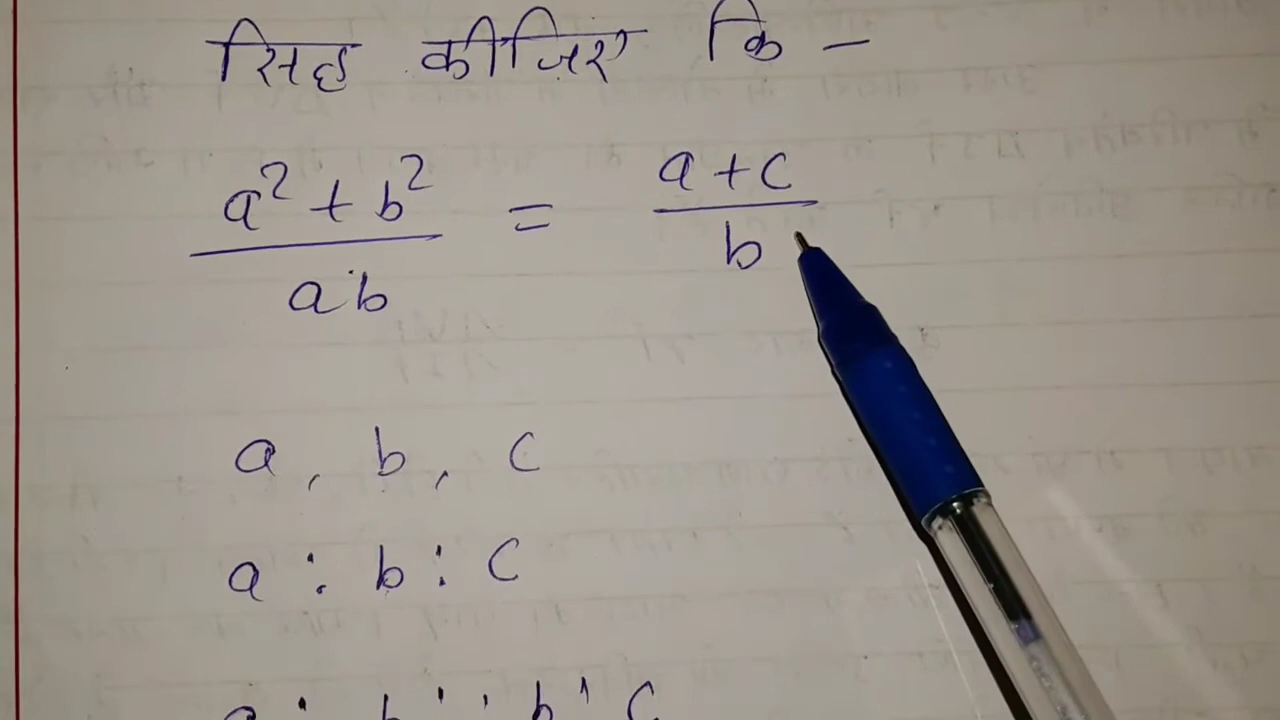 सिद्ध कीजिए कि –
a² + b² / ab = a + c / b
a, b, c
a : b : c
a : b : : b : c